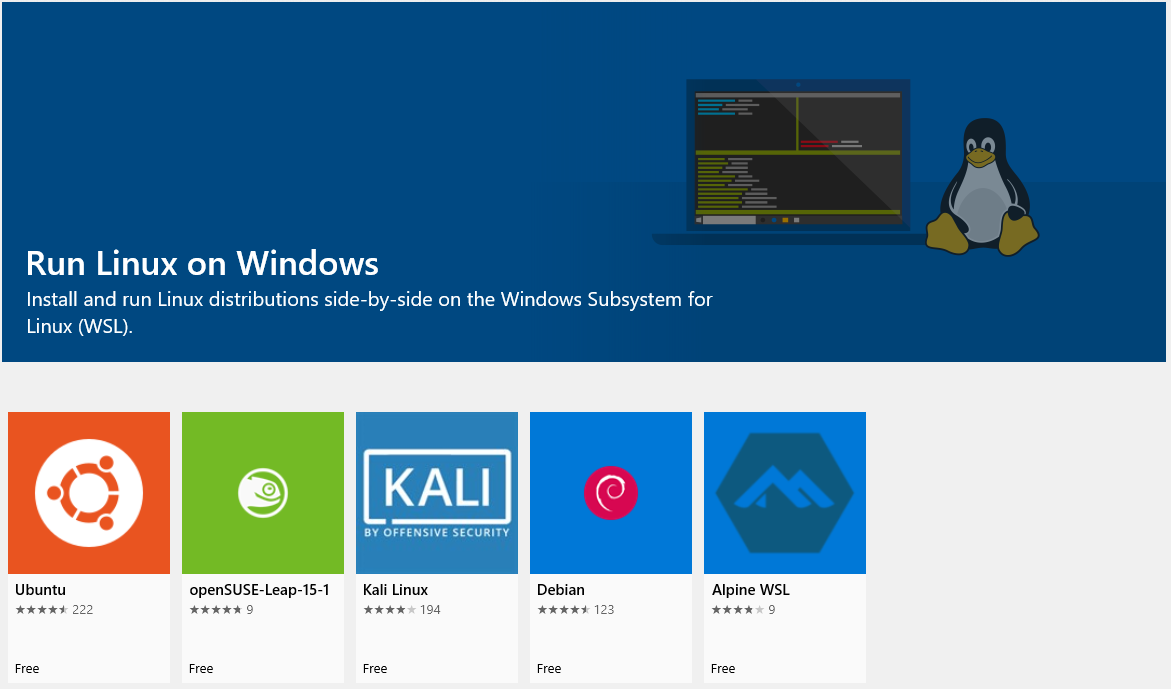 Run Linux on Windows
Install and run Linux distributions side-by-side on the Windows Subsystem for
Linux (WSL).
KALI
BY OFFENSIVE SECURITY
Ubuntu
222
Free
openSUSE-Leap-15-1
9
Free
Kali Linux
194
Free
Debian
123
Free
Alpine WSL
9
Free